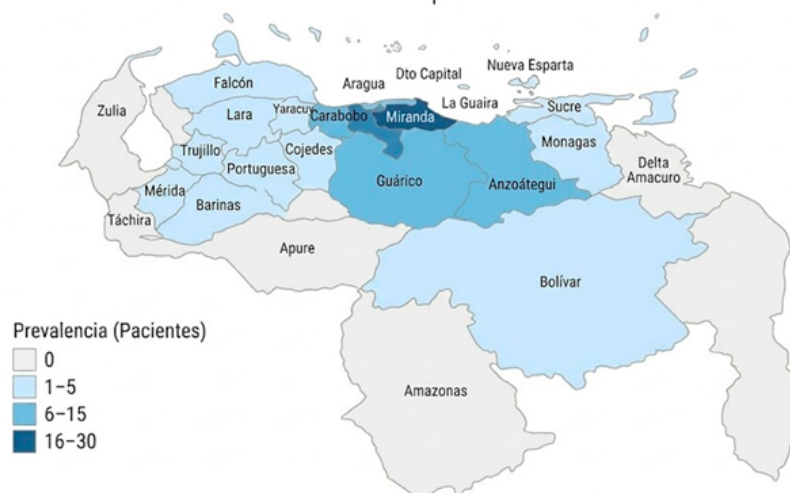 Nueva Esparta
Dto Capital
Aragua
Falcón
La Guaira
Sucre
Zulia
Lara
Yaracuy
Carabobo
Miranda
Monagas
Trujillo
Cojedes
Portuguesa
Delta
Amacuro
Guárico
Anzoátegui
Mérida
Barinas
Táchira
Apure
Bolívar
Prevalencia (Pacientes)
0
1–5
6–15
16–30
Amazonas